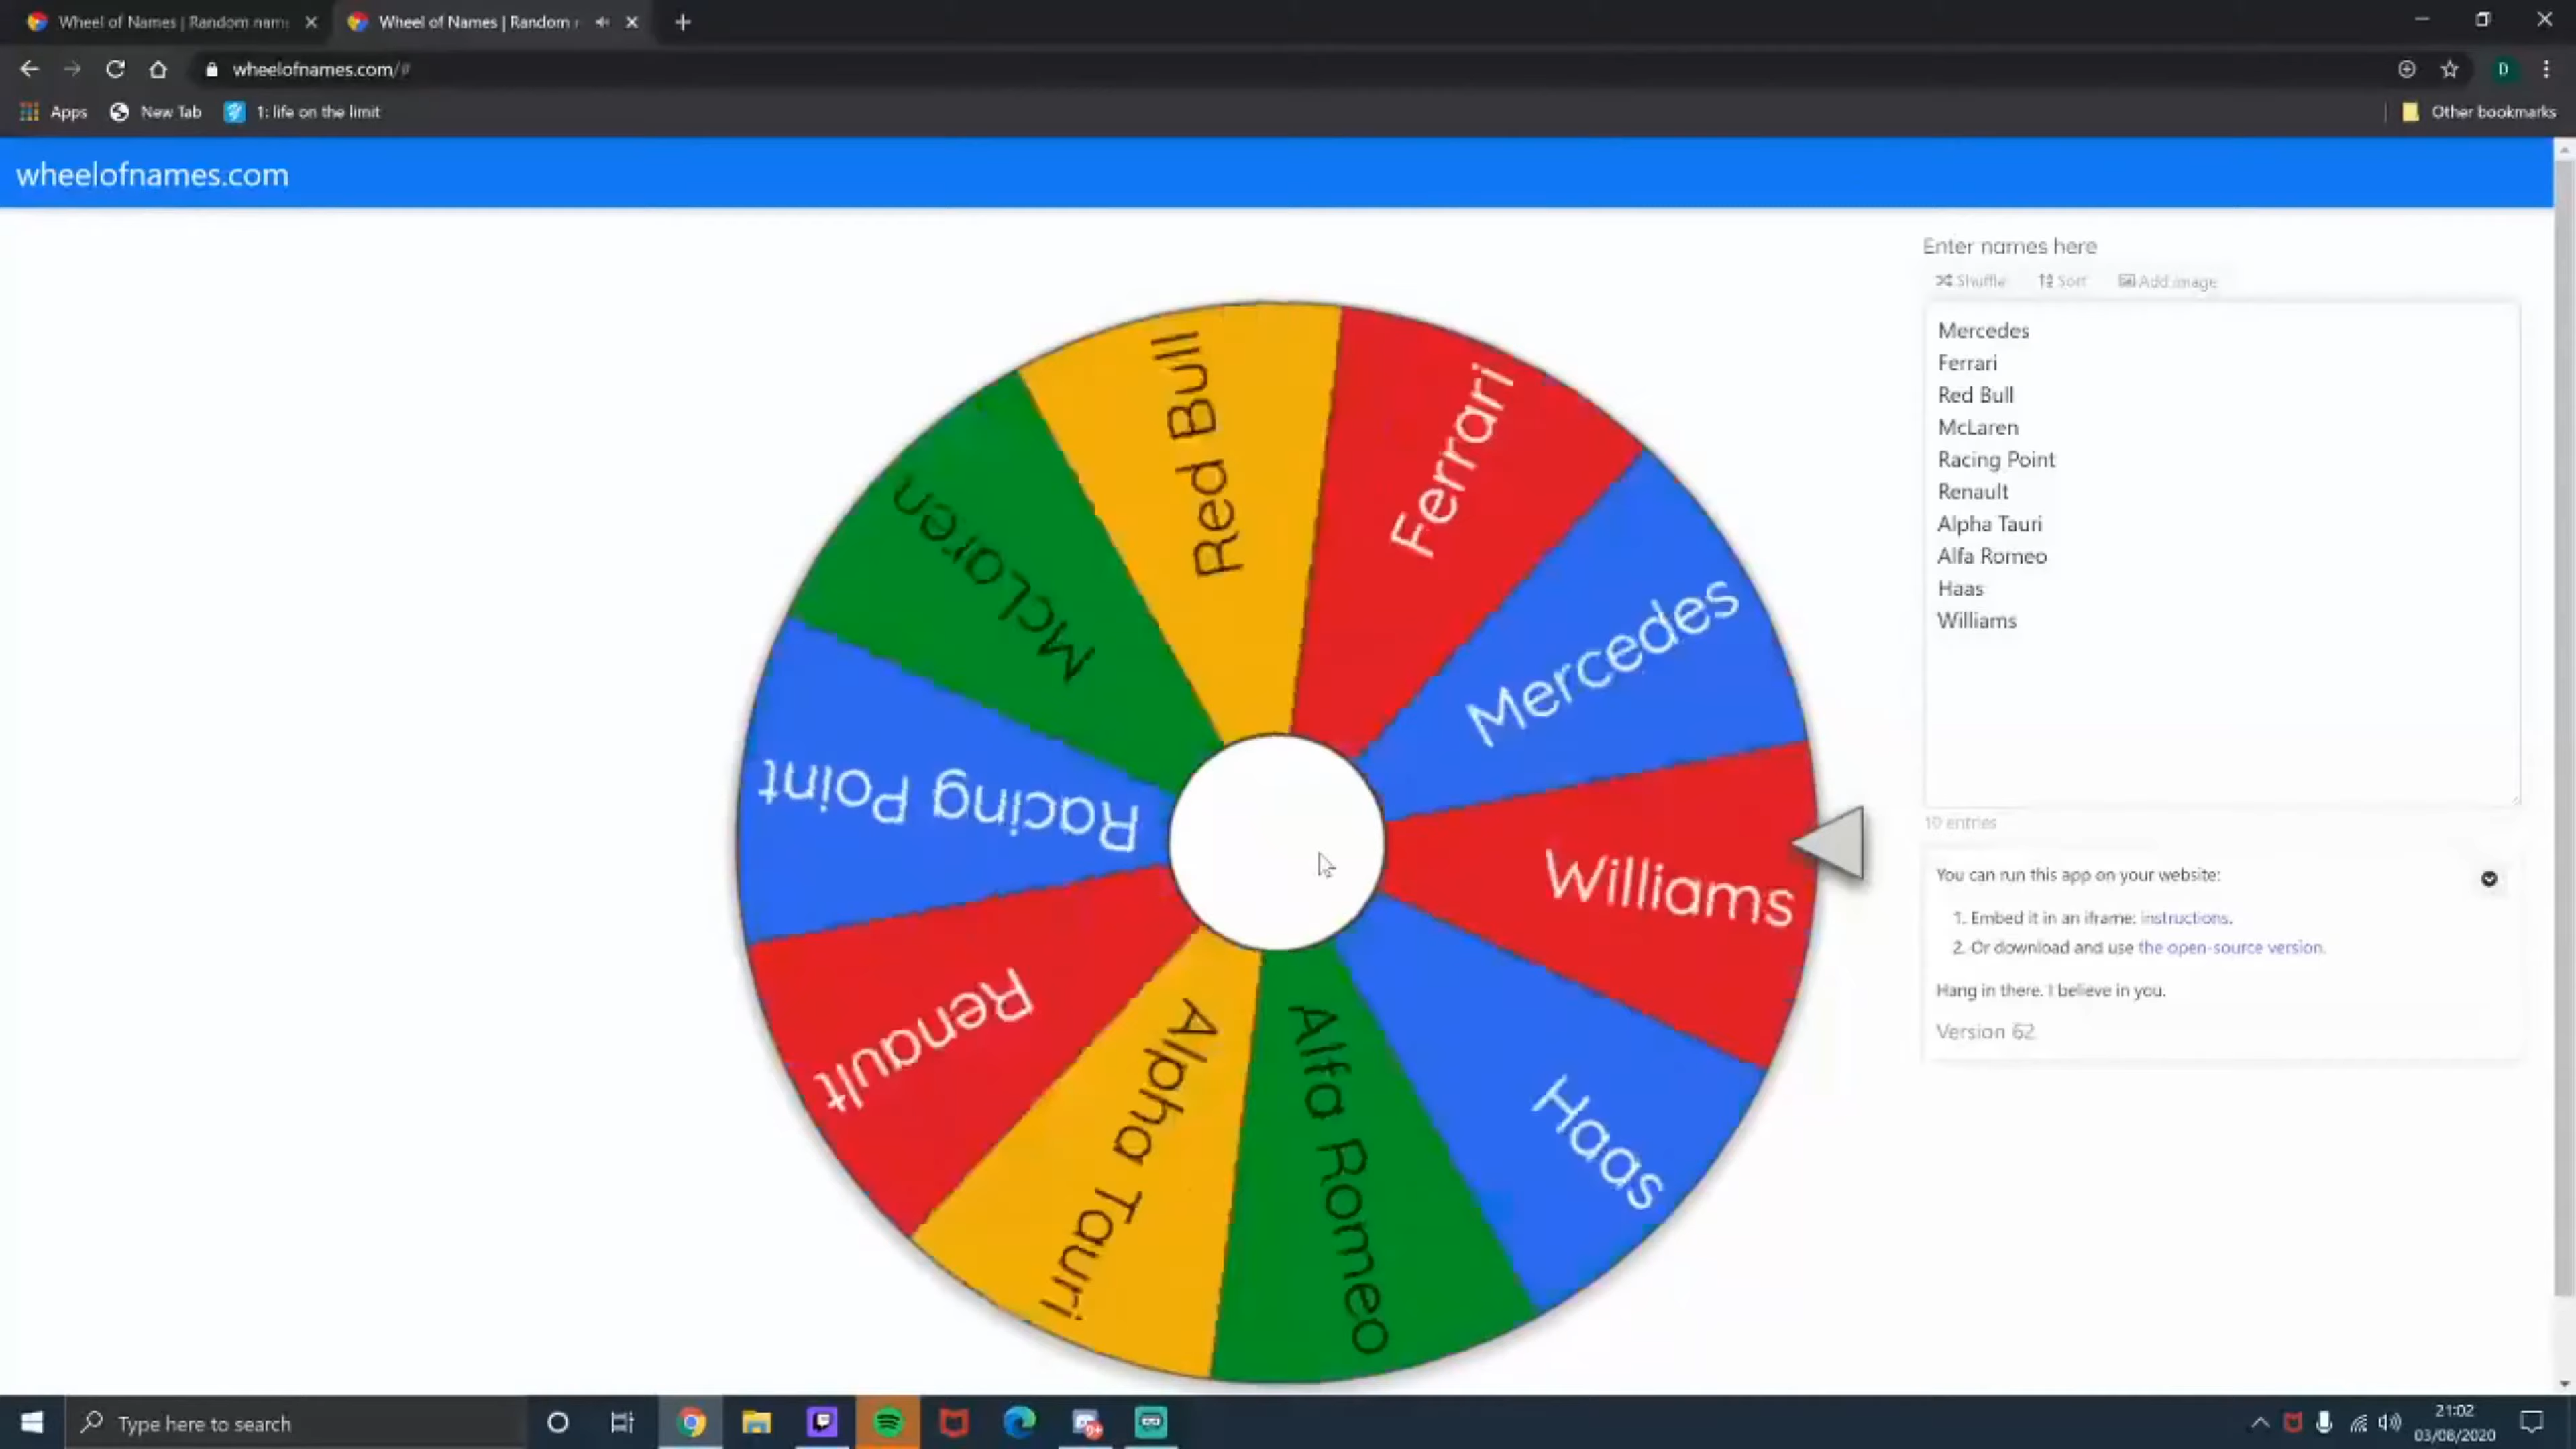 Wheel of Names | Random nam
Wheel of Names | Random
wheelofnames.com/#
D
Apps
New Tab
1: life on the limit
Other bookmarks
wheelofnames.com
Enter names here
Shuffle
Sort
Add image
Mercedes
Ferrari
Red Bull
McLaren
Racing Point
Renault
Alpha Tauri
Alfa Romeo
Haas
Williams
10 entries
You can run this app on your website:
1. Embed it in an iframe: instructions.
2. Or download and use the open-source version.
Hang in there. I believe in you.
Version 62
Red Bull
Ferrari
Mercedes
Williams
Haas
Alfa Romeo
Alpha Tauri
Renault
Racing Point
McLaren
Type here to search
21:02
03/08/2020